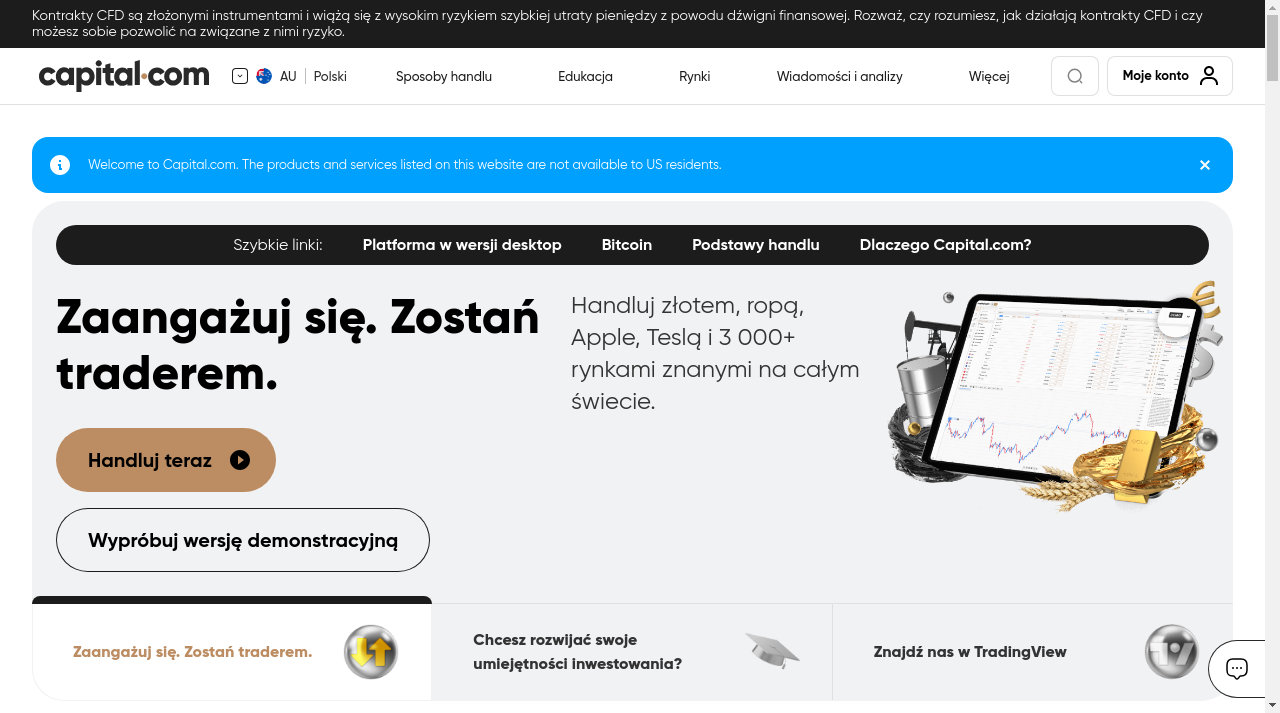 Kontrakty CFD są złożonymi instrumentami i wiążą się z wysokim ryzykiem szybkiej utraty pieniędzy z powodu dźwigni finansowej. Rozważ, czy rozumiesz, jak działają kontrakty CFD i czy
możesz sobie pozwolić na związane z nimi ryzyko.
capital.com
AU
Polski
Sposoby handlu
Edukacja
Rynki
Wiadomości i analizy
Więcej
Moje konto
Welcome to Capital.com. The products and services listed on this website are not available to US residents.
Szybkie linki:
Platforma w wersji desktop
Bitcoin
Podstawy handlu
Dlaczego Capital.com?
Zaangażuj się. Zostań
traderem.
Handluj złotem, ropą,
Apple, Teslą i 3 000+
rynkami znanymi na całym
świecie.
Handluj teraz
Wypróbuj wersję demonstracyjną
Zaangażuj się. Zostań traderem.
Chcesz rozwijać swoje
umiejętności inwestowania?
Znajdź nas w TradingView